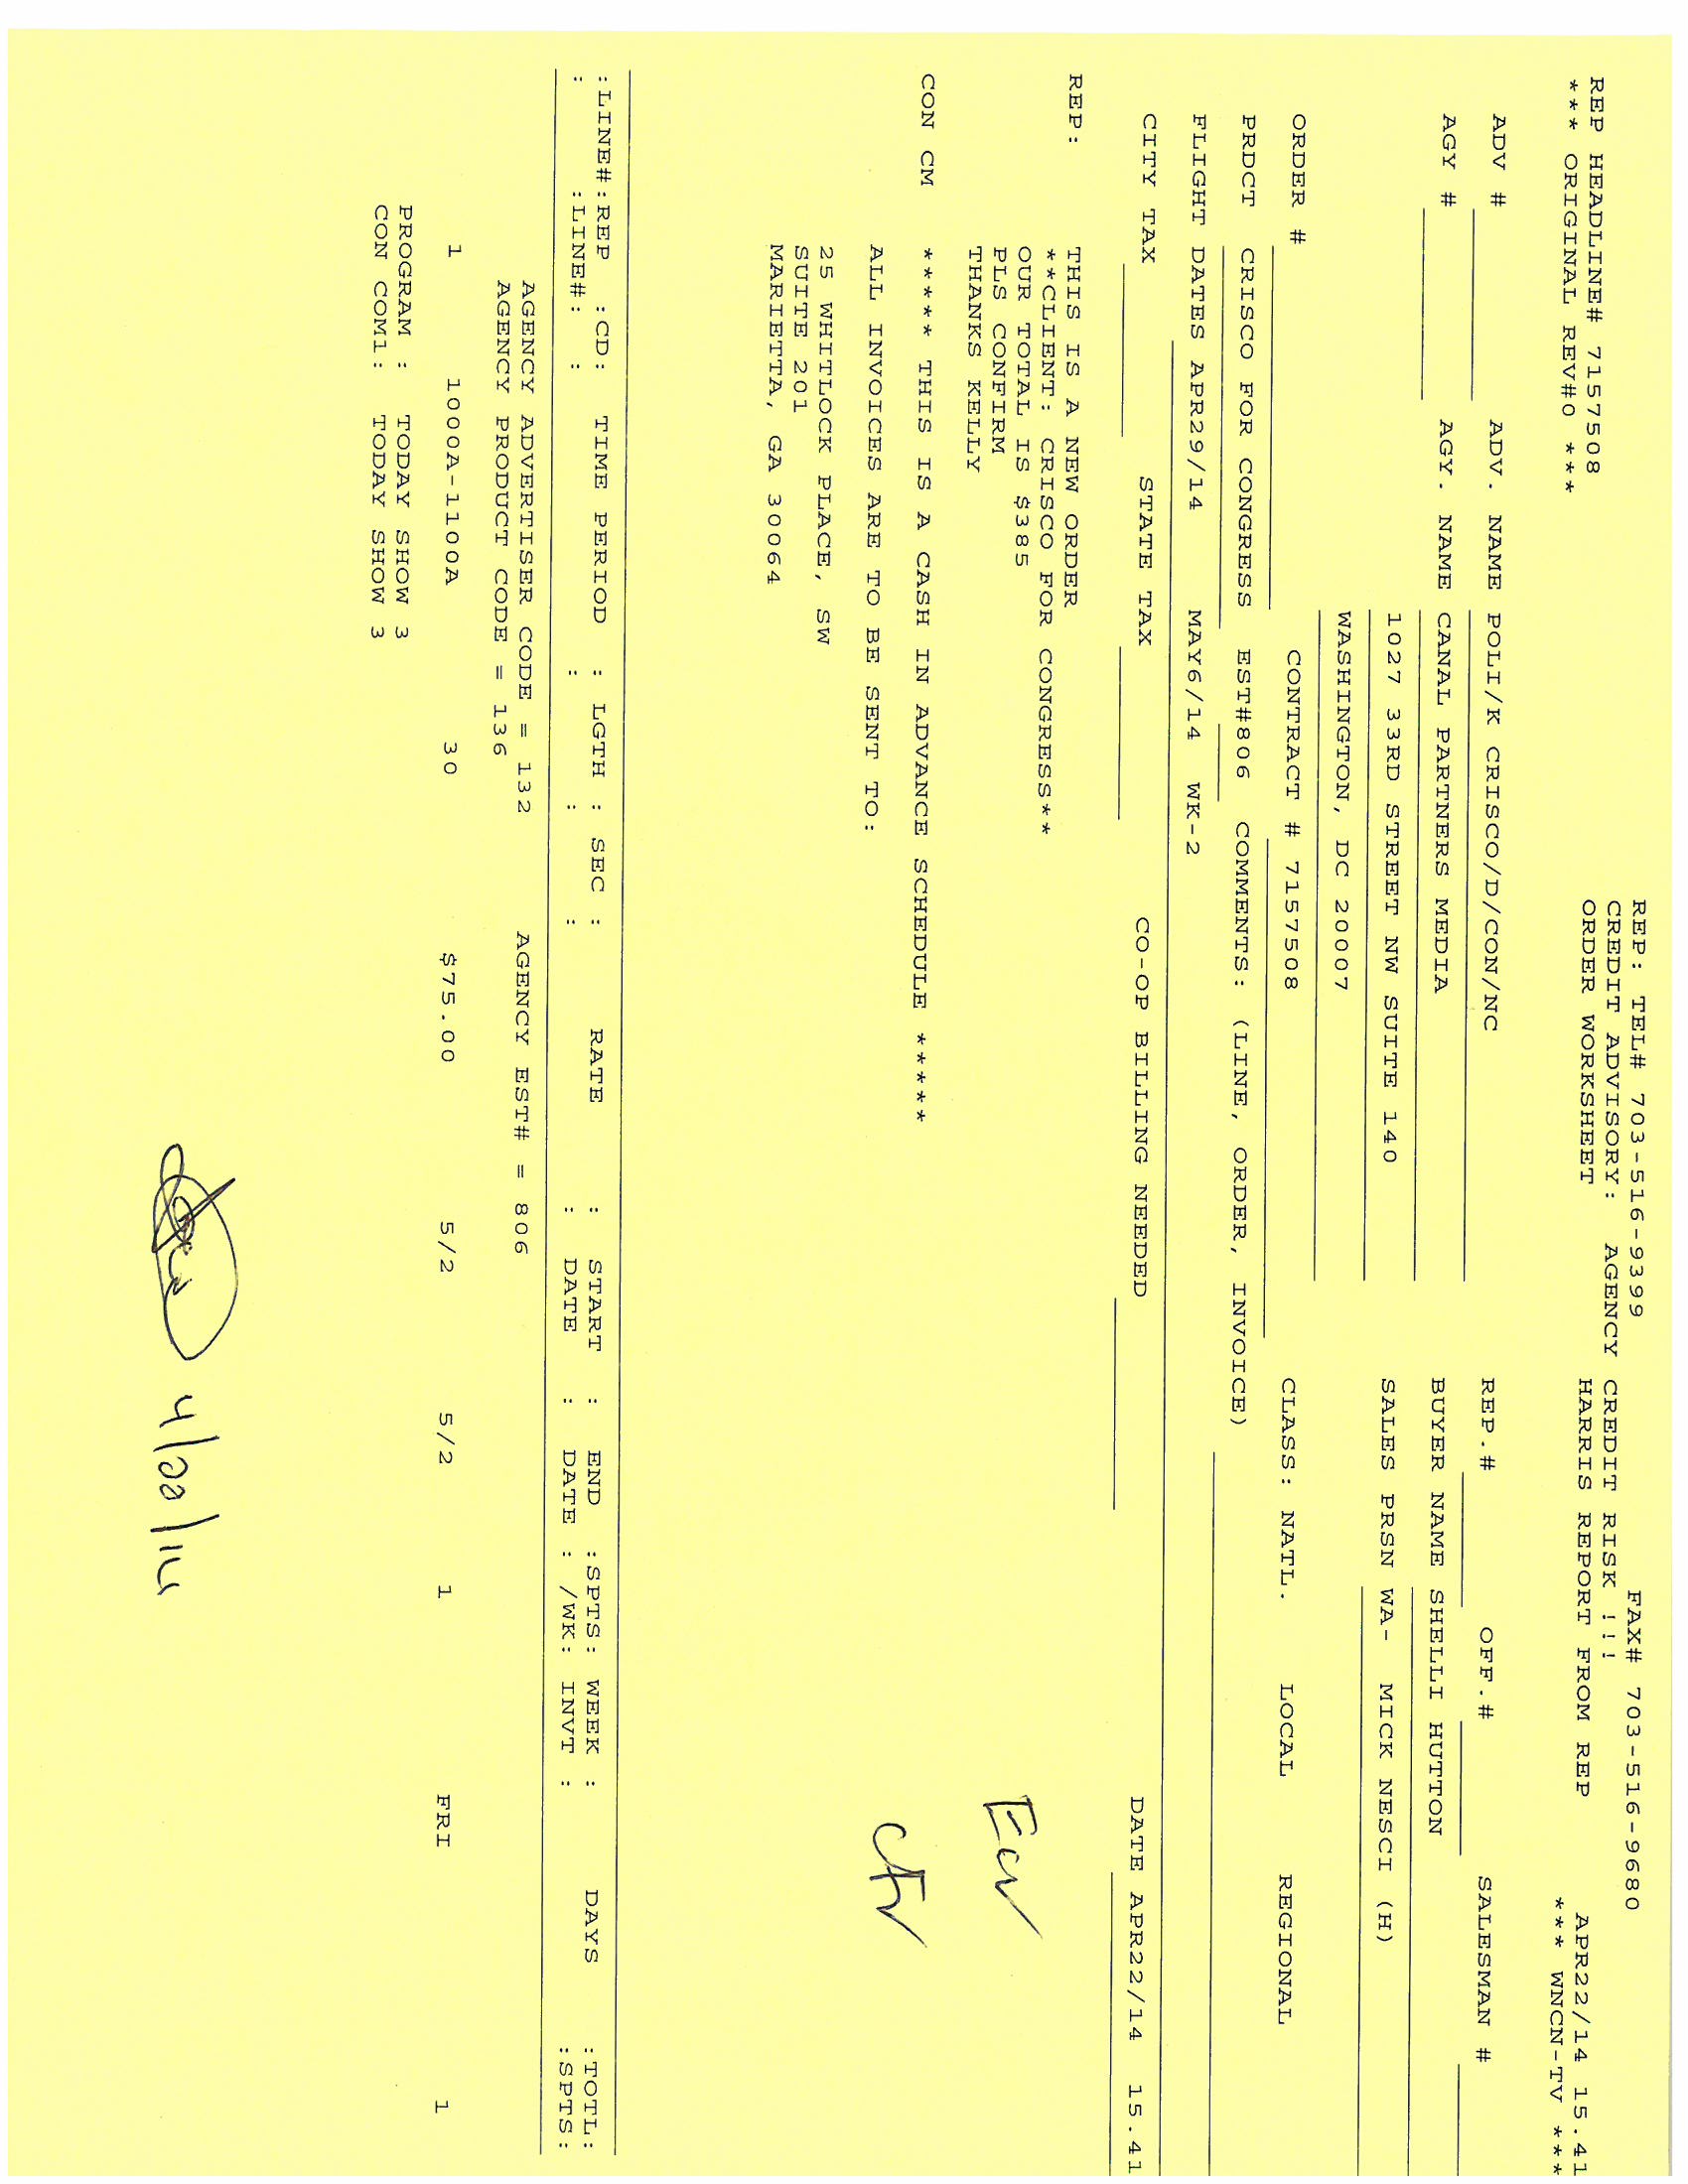 REP: TEL# 703-516-9399 FAX# 703-516-9680
CREDIT ADVISORY: AGENCY CREDIT RISK !!!
REP HEADLINE# 7157508 ORDER WORKSHEET HARRIS REPORT FROM REP APR22/14 15.41
*** ORIGINAL REV#0 *** *** WNCN-TV ***
ADV # ADV. NAME POLI/K CRISCO/D/CON/NC REP.# OFF.# SALESMAN #
AGY # AGY. NAME CANAL PARTNERS MEDIA BUYER NAME SHELLI HUTTON
1027 33RD STREET NW SUITE 140 SALES PRSN WA- MICK NESCI (H)
WASHINGTON, DC 20007
ORDER # CONTRACT # 7157508 CLASS: NATL. LOCAL REGIONAL
PRDCT CRISCO FOR CONGRESS EST#806 COMMENTS: (LINE, ORDER, INVOICE)
FLIGHT DATES APR29/14 MAY6/14 WK-2
CITY TAX STATE TAX CO-OP BILLING NEEDED DATE APR22/14 15.41
REP: THIS IS A NEW ORDER
**CLIENT: CRISCO FOR CONGRESS**
OUR TOTAL IS $385
PLS CONFIRM
THANKS KELLY
CON CM ***** THIS IS A CASH IN ADVANCE SCHEDULE *****
ALL INVOICES ARE TO BE SENT TO:
25 WHITLOCK PLACE, SW
SUITE 201
MARIETTA, GA 30064
:LINE#:REP :CD: TIME PERIOD : LGTH : SEC : RATE : START : END :SPTS: WEEK : DAYS :TOTL:
: :LINE#: : : : : : DATE : DATE : /WK: INVT : :SPTS:
AGENCY ADVERTISER CODE = 132 AGENCY EST# = 806
AGENCY PRODUCT CODE = 136
1 1000A-1100A 30 $75.00 5/2 5/2 1 FRI 1
PROGRAM : TODAY SHOW 3
CON COM1: TODAY SHOW 3
4/22/14